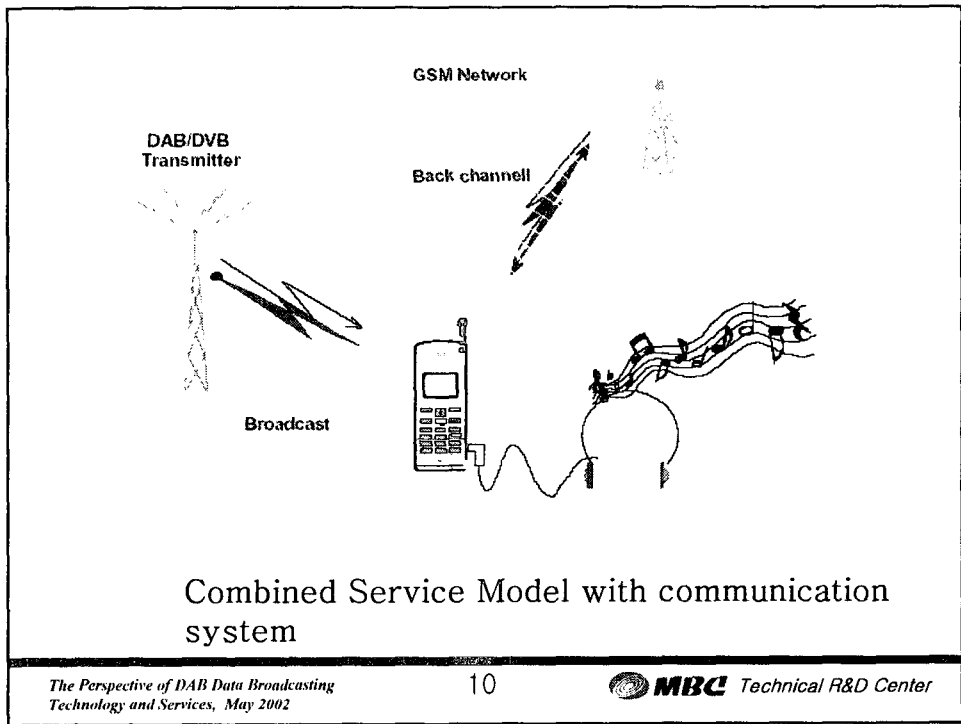 GSM Network
DAB/DVB
Transmitter
Back channell
Broadcast
Combined Service Model with communication
system
The Perspective of DAB Data Broadcasting
Technology and Services, May 2002
10
MBC Technical R&D Center